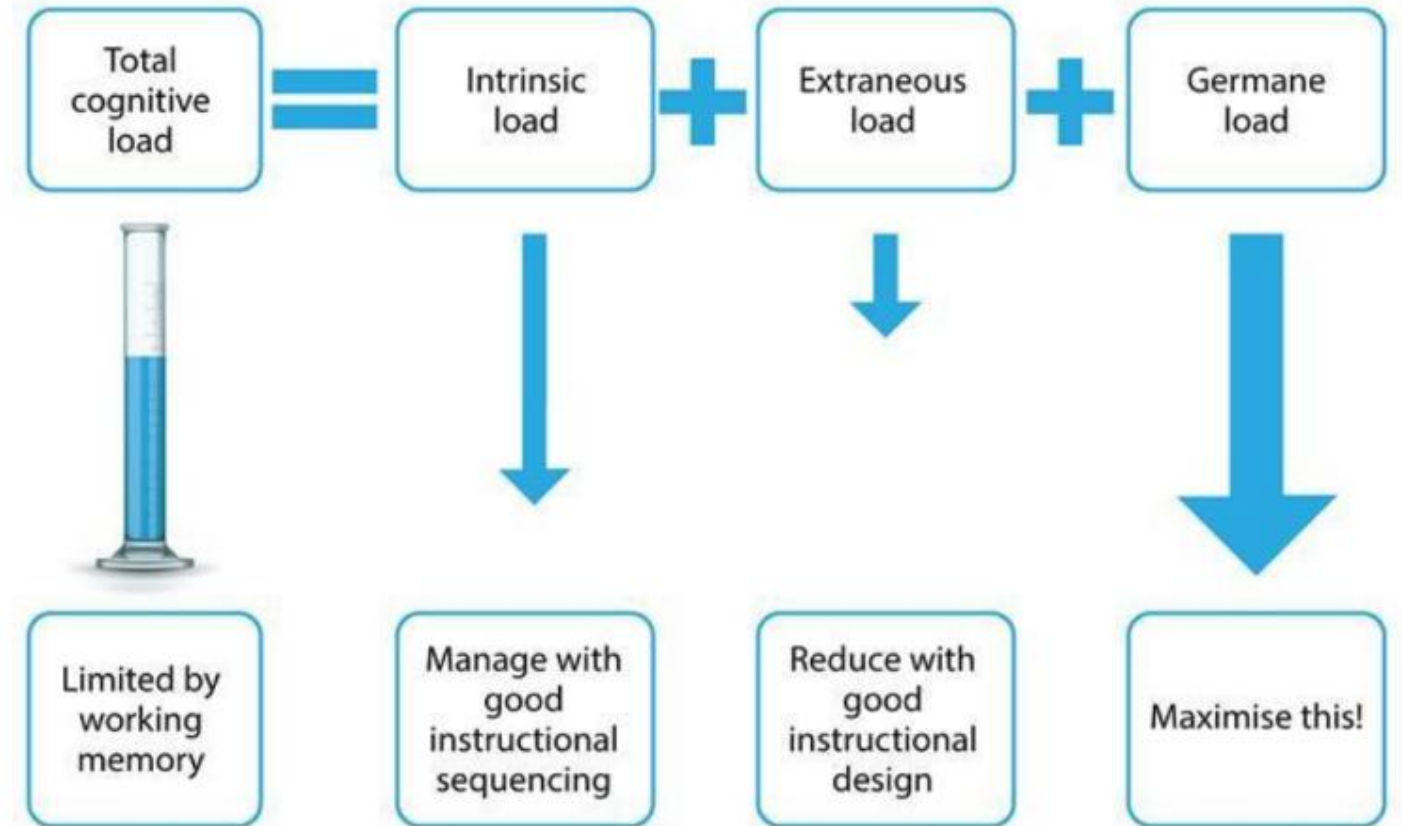 Total
cognitive
load
Intrinsic
load
Extraneous
load
Germane
load
Limited by
working
memory
Manage with
good
instructional
sequencing
Reduce with
good
instructional
design
Maximise this!